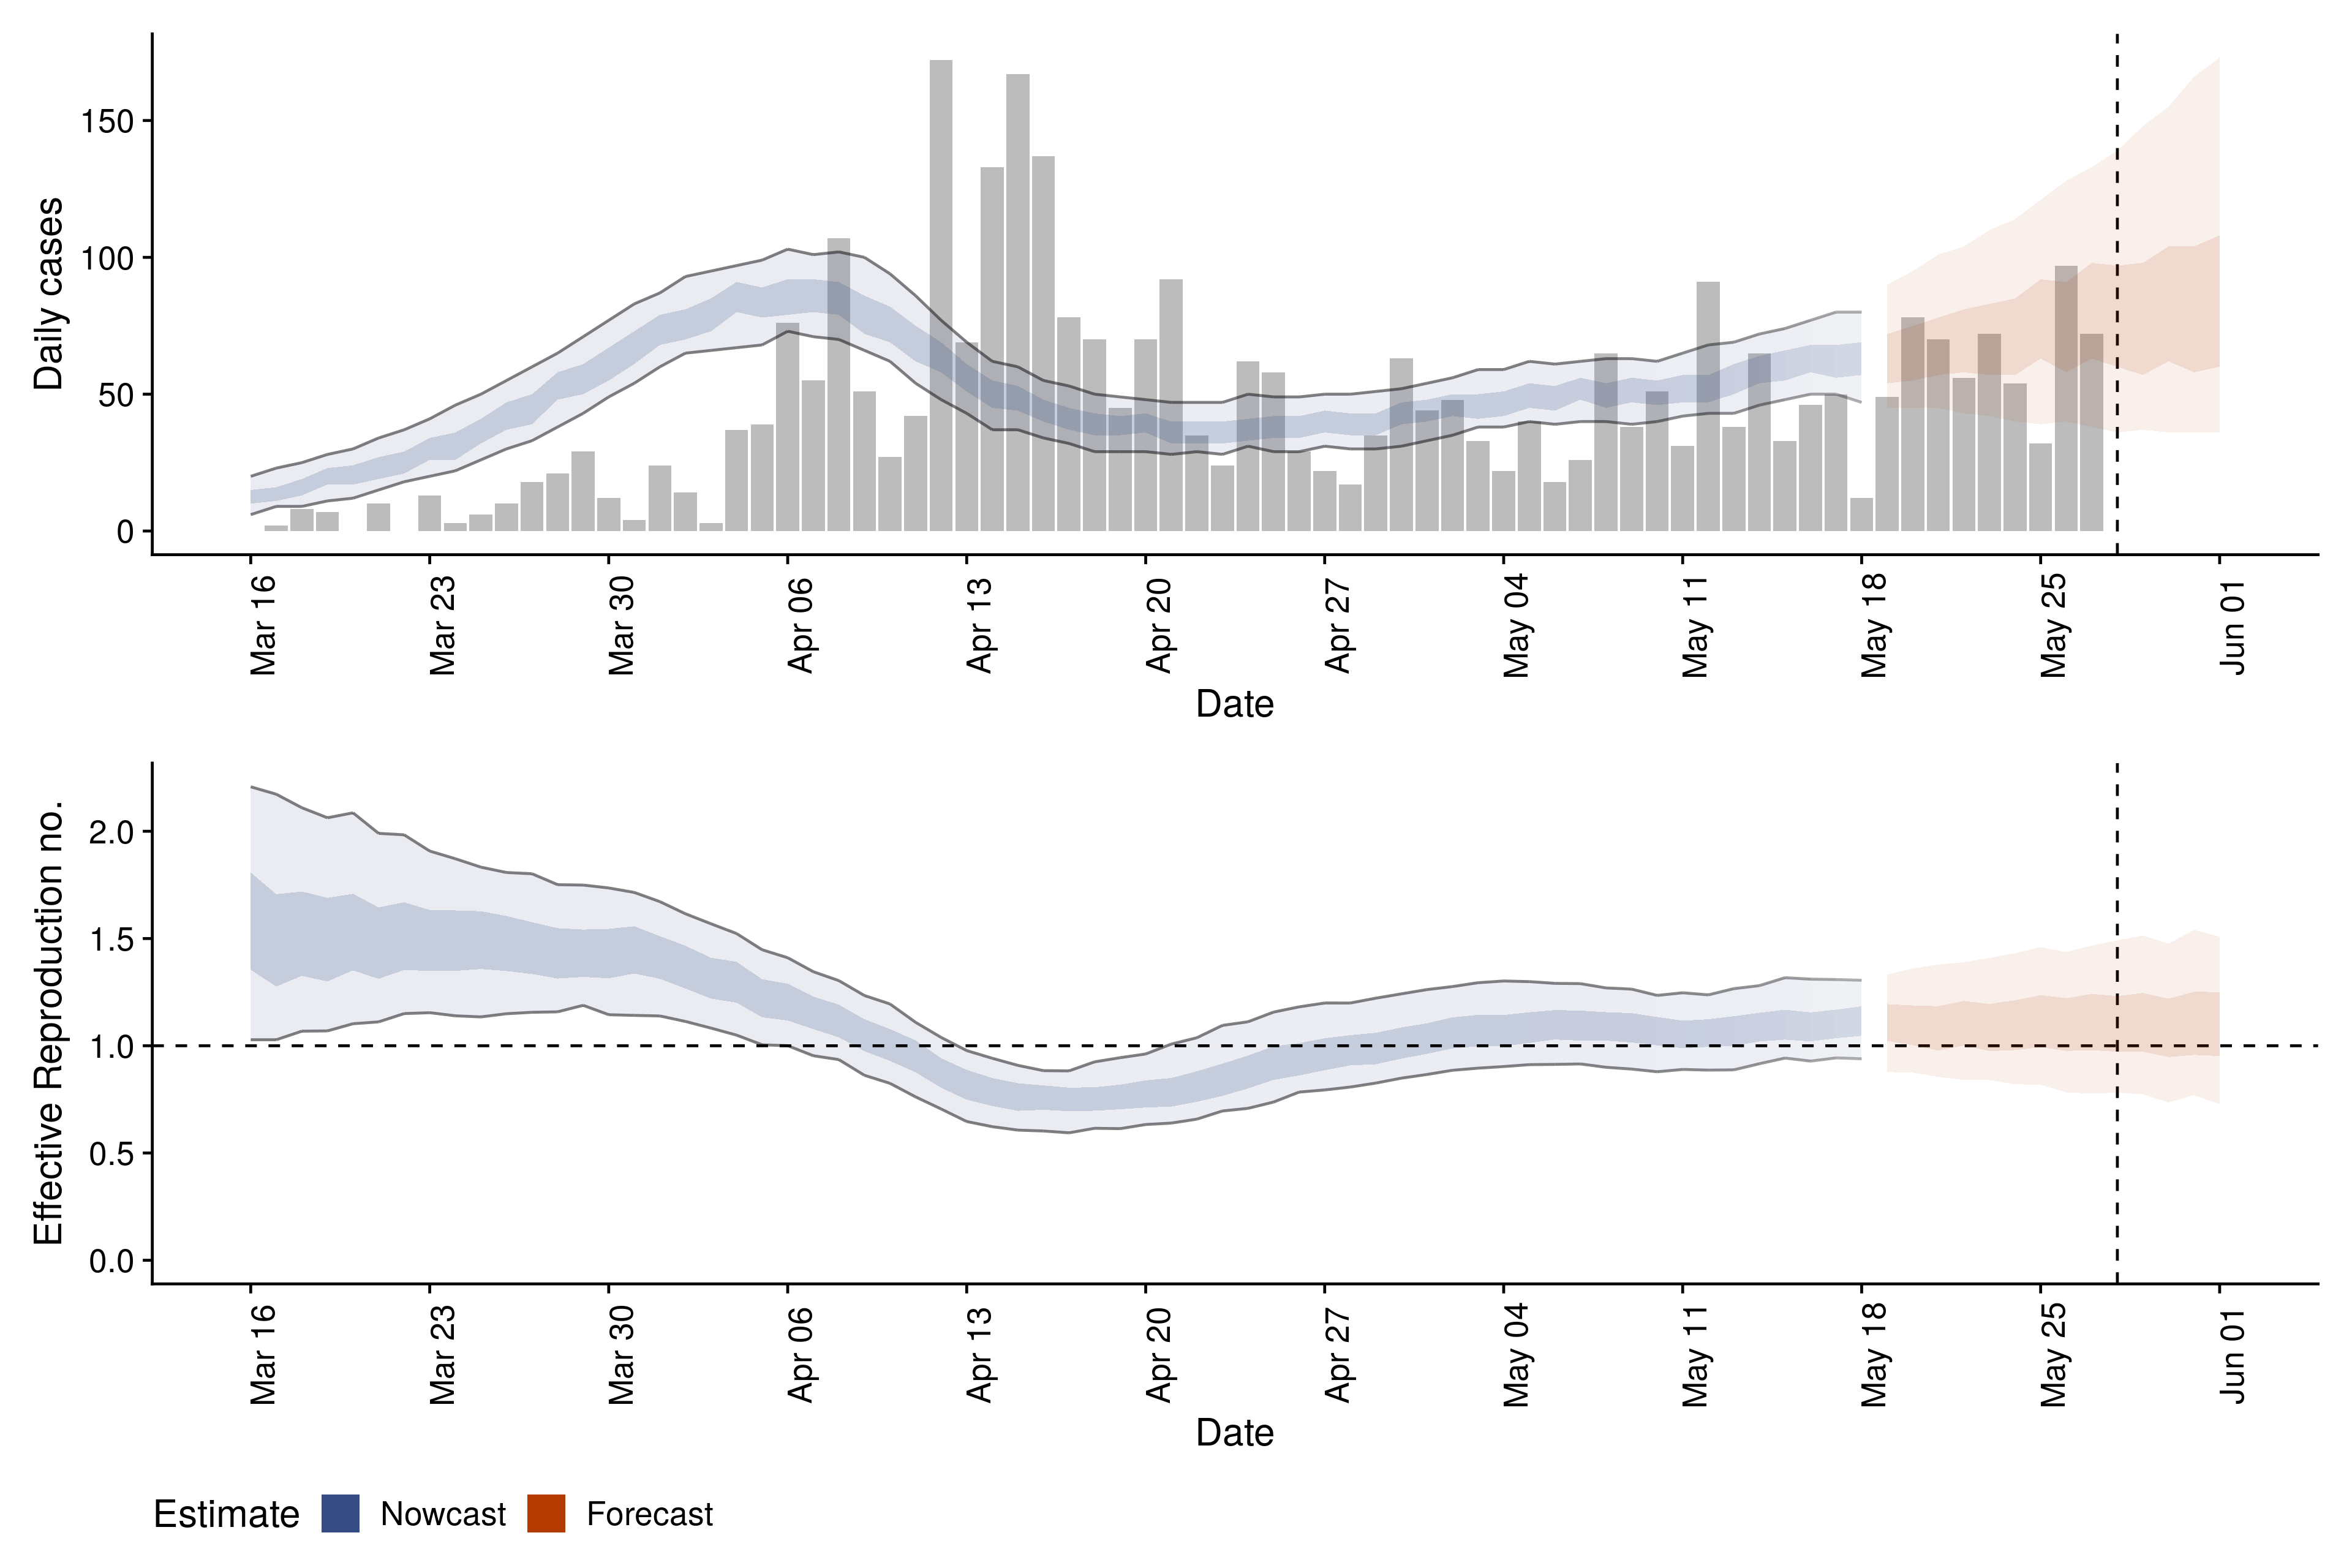 Daily cases
150
100
50
0
Mar 16
Mar 23
Mar 30
Apr 06
Apr 13
Apr 20
Apr 27
May 04
May 11
May 18
May 25
Jun 01
Date
Effective Reproduction no.
2.0
1.5
1.0
0.5
0.0
Mar 16
Mar 23
Mar 30
Apr 06
Apr 13
Apr 20
Apr 27
May 04
May 11
May 18
May 25
Jun 01
Date
Estimate Nowcast Forecast